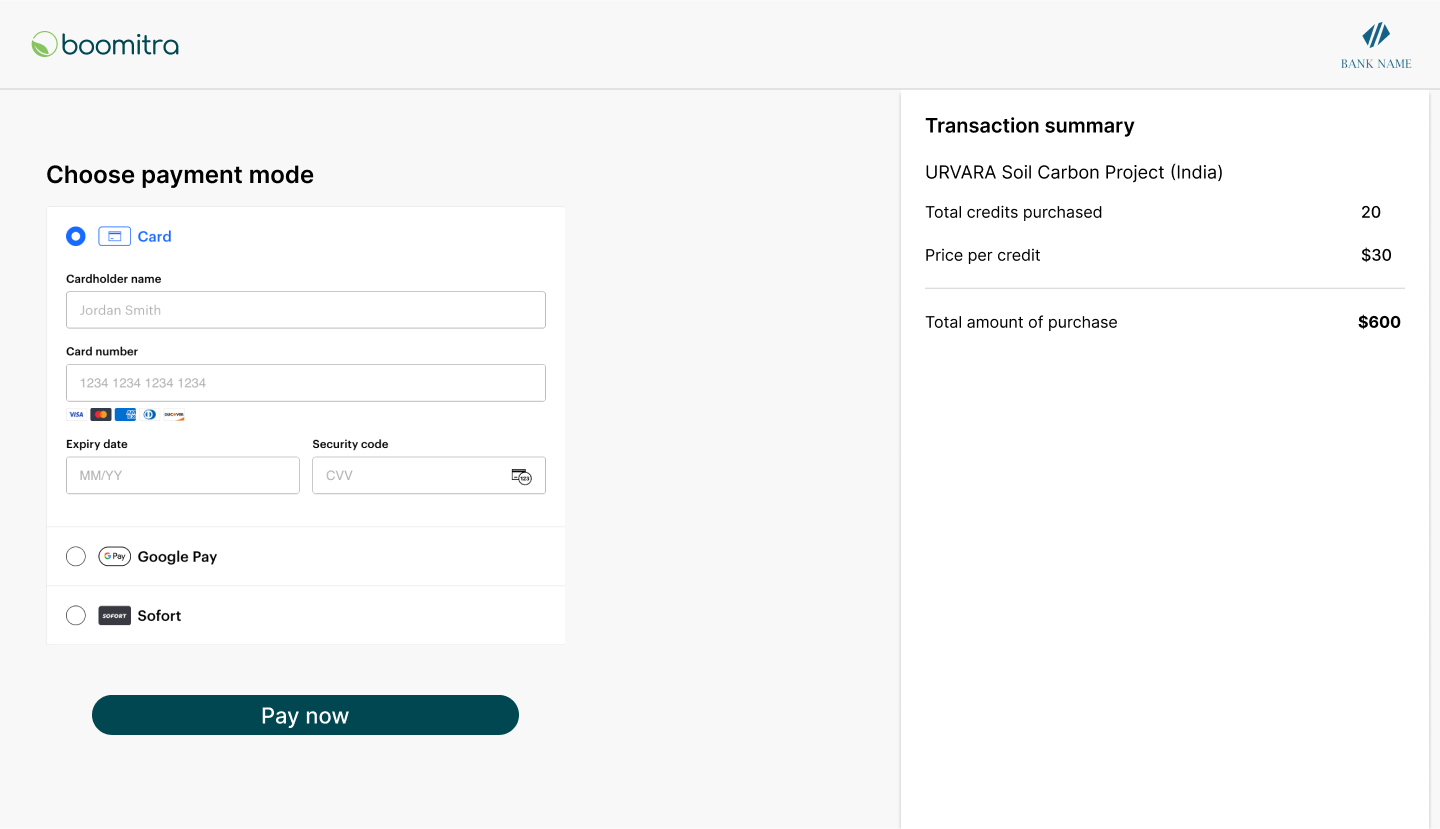 boomitra
BANK NAME
Choose payment mode
Card
Cardholder name
Jordan Smith
Card number
1234 1234 1234 1234
VISA DISCOVER
Expiry date Security code
MM/YY CVV 123
G Pay Google Pay
SOFORT Sofort
Pay now
Transaction summary
URVARA Soil Carbon Project (India)
Total credits purchased 20
Price per credit $30
Total amount of purchase $600